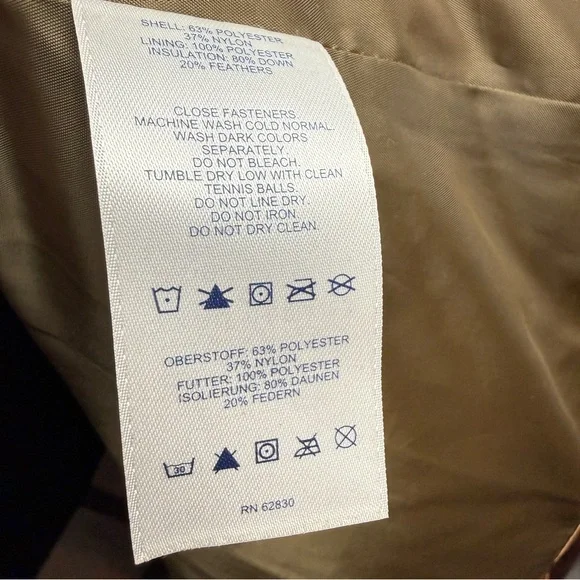 SHELL: 63% POLYESTER
37% NYLON
LINING: 100% POLYESTER
INSULATION: 80% DOWN
20% FEATHERS
CLOSE FASTENERS
MACHINE WASH COLD NORMAL.
WASH DARK COLORS
SEPARATELY.
DO NOT BLEACH.
TUMBLE DRY LOW WITH CLEAN
TENNIS BALLS.
DO NOT LINE DRY.
DO NOT IRON.
DO NOT DRY CLEAN.
OBERSTOFF: 63% POLYESTER
37% NYLON
FUTTER: 100% POLYESTER
ISOLIERUNG: 80% DAUNEN
20% FEDERN
30
RN 62830